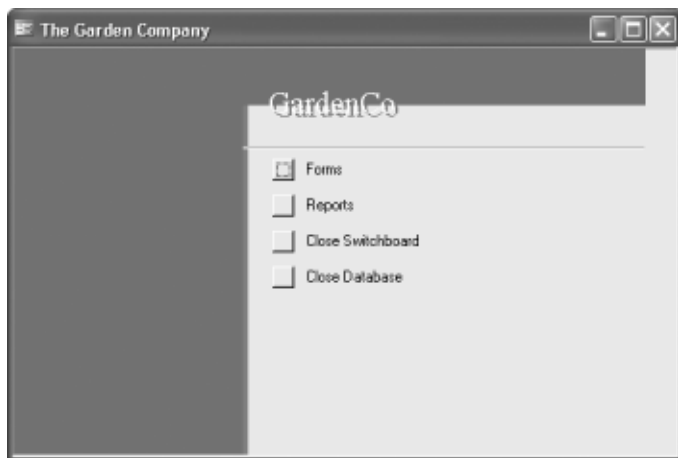 The Garden Company
GardenCo
Forms
Reports
Close Switchboard
Close Database